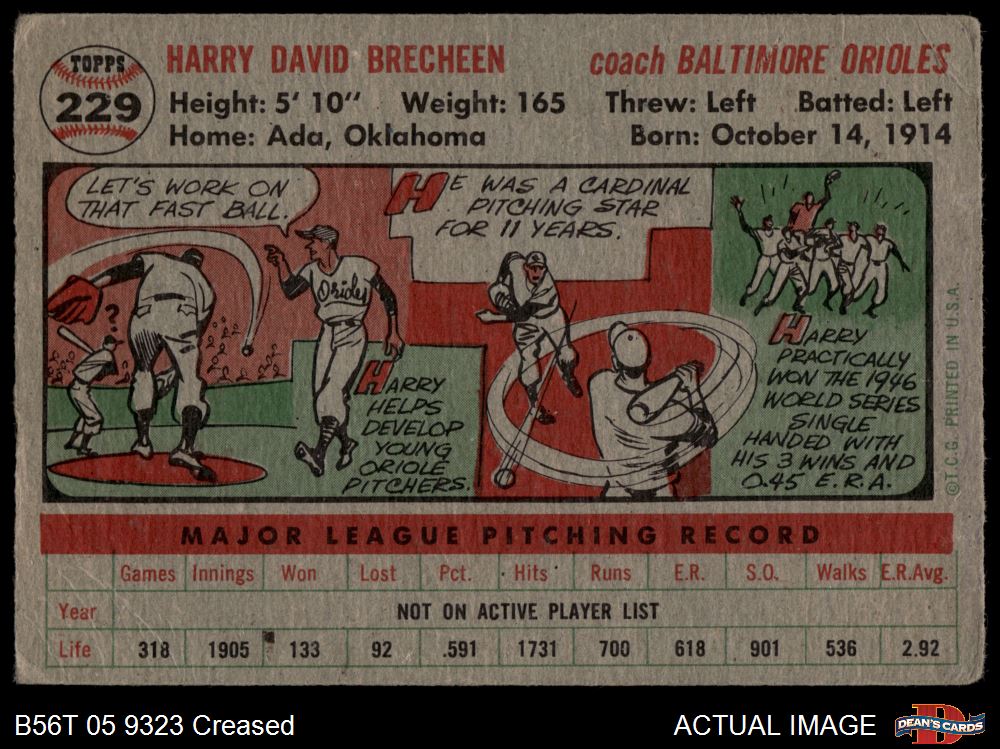 TOPPS
229
HARRY DAVID BRECHEEN
coach BALTIMORE ORIOLES
Height: 5' 10" Weight: 165 Threw: Left Batted: Left
Home: Ada, Oklahoma Born: October 14, 1914
LET'S WORK ON
THAT FAST BALL.
?
Orioles
HARRY
HELPS
DEVELOP
YOUNG
ORIOLE
PITCHERS.
HE WAS A CARDINAL
PITCHING STAR
FOR 11 YEARS.
HARRY
PRACTICALLY
WON THE 1946
WORLD SERIES
SINGLE
HANDED WITH
HIS 3 WINS AND
0.45 E.R.A.
©T.C.G. PRINTED IN U.S.A.
MAJOR LEAGUE PITCHING RECORD
Games Innings Won Lost Pct. Hits Runs E.R. S.O. Walks E.R.Avg.
Year NOT ON ACTIVE PLAYER LIST
Life 318 1905 133 92 .591 1731 700 618 901 536 2.92
B56T 05 9323 Creased
ACTUAL IMAGE
DEAN'S CARDS